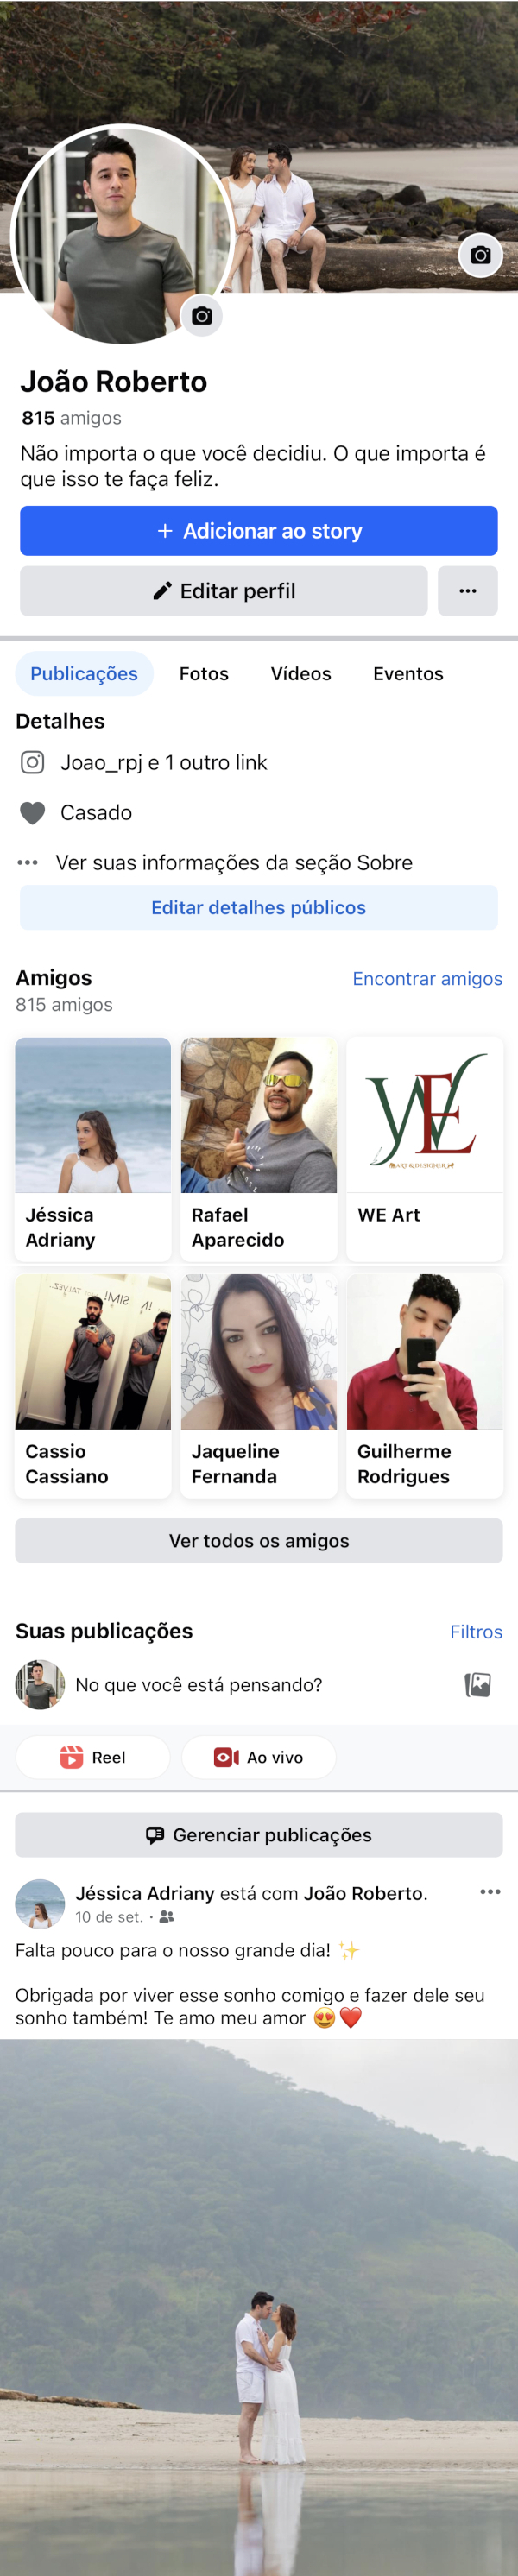 João Roberto
815 amigos
Não importa o que você decidiu. O que importa é
que isso te faça feliz.
+ Adicionar ao story
Editar perfil
Publicações Fotos Vídeos Eventos
Detalhes
Joao_rpj e 1 outro link
Casado
Ver suas informações da seção Sobre
Editar detalhes públicos
Amigos Encontrar amigos
815 amigos
WE
ART & DESIGNER
Jéssica
Adriany
Rafael
Aparecido
WE Art
TALVEZ...
SIM!
Cassio
Cassiano
Jaqueline
Fernanda
Guilherme
Rodrigues
Ver todos os amigos
Suas publicações Filtros
No que você está pensando?
Reel Ao vivo
Gerenciar publicações
Jéssica Adriany está com João Roberto.
10 de set.
Falta pouco para o nosso grande dia! ✨
Obrigada por viver esse sonho comigo e fazer dele seu
sonho também! Te amo meu amor 😍❤️